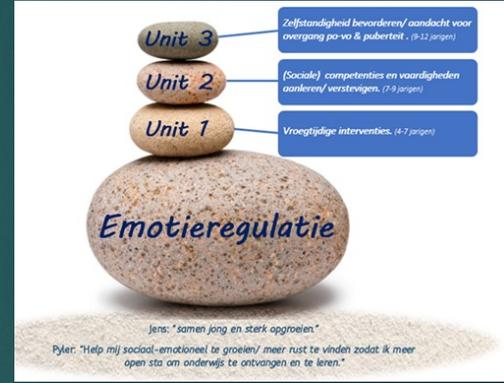 Unit 3
Zelfstandigheid bevorderen/ aandacht voor
overgang po-vo & puberteit . (9-12 jarigen)
Unit 2
(Sociale) competenties en vaardigheden
aanleren/ verstevigen. (7-9 jarigen)
Unit 1
Vroegtijdige interventies. (4-7 jarigen)
Emotieregulatie
Jens: "samen jong en sterk opgroeien."
Pyler: "Help mij sociaal-emotioneel te groeien/ meer rust te vinden zodat ik meer
open sta om onderwijs te ontvangen en te leren."